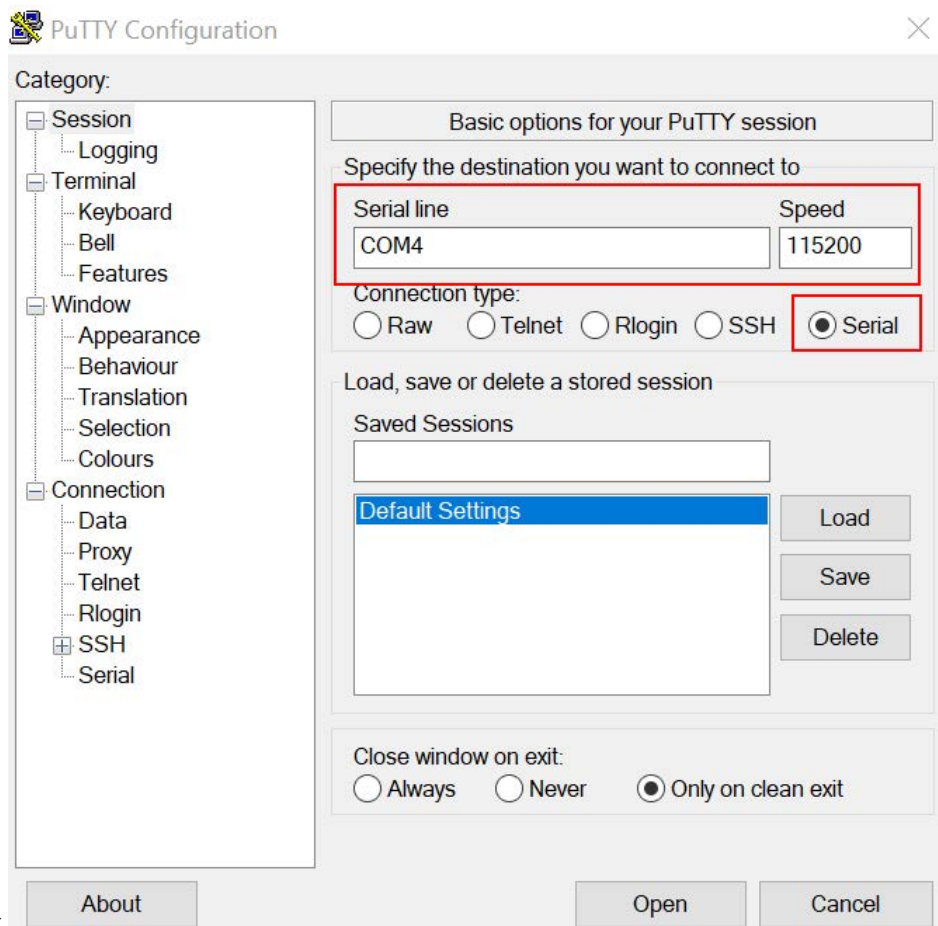 PuTTY Configuration
Category:
Session
Logging
Terminal
Keyboard
Bell
Features
Window
Appearance
Behaviour
Translation
Selection
Colours
Connection
Data
Proxy
Telnet
Rlogin
SSH
Serial
Basic options for your PuTTY session
Specify the destination you want to connect to
Serial line Speed
COM4 115200
Connection type:
Raw Telnet Rlogin SSH Serial
Load, save or delete a stored session
Saved Sessions
Default Settings
Load
Save
Delete
Close window on exit:
Always Never Only on clean exit
About Open Cancel